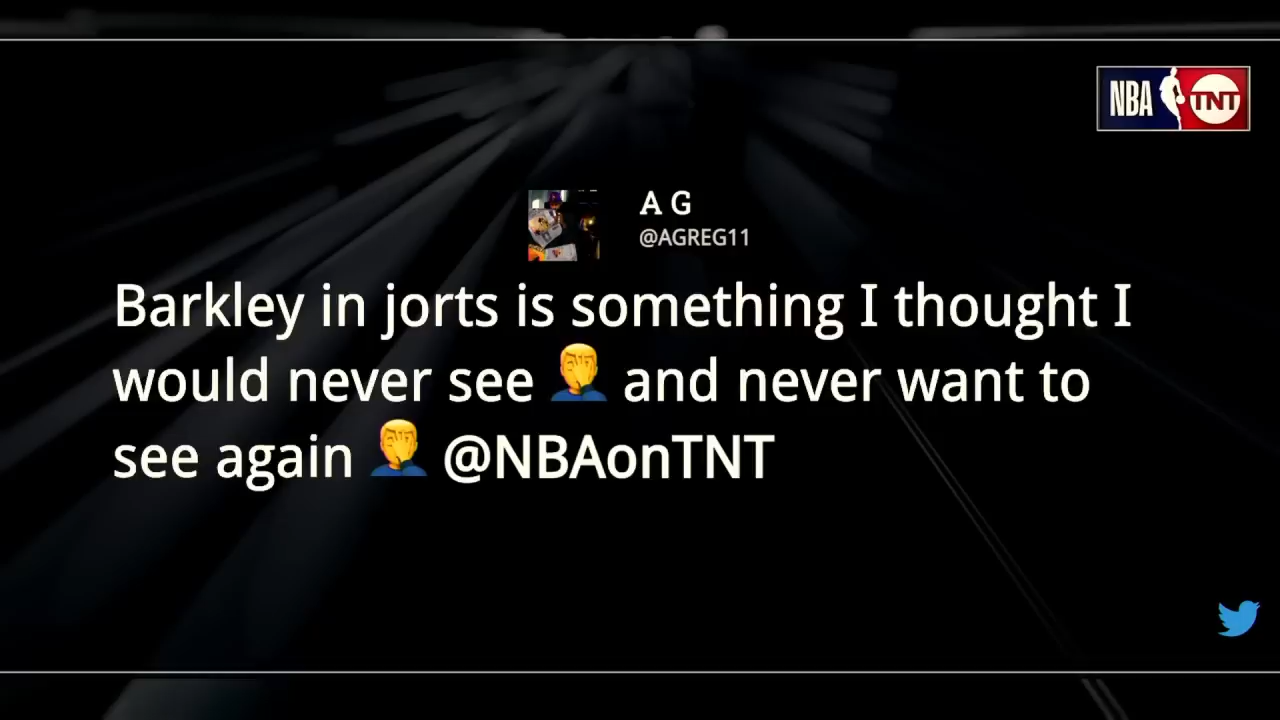 NBA TNT
A G
@AGREG11
Barkley in jorts is something I thought I
would never see 🤦‍♂️ and never want to
see again 🤦‍♂️ @NBAonTNT